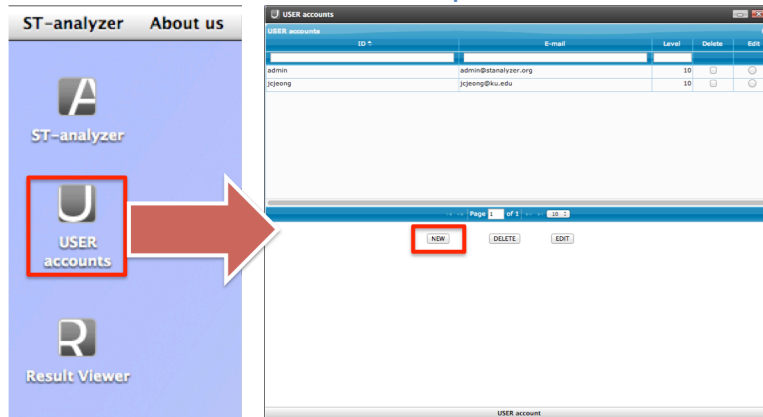 ST-analyzer About us
ST-analyzer
USER
accounts
Result Viewer
USER accounts
USER accounts
ID E-mail Level Delete Edit
admin admin@stanalyzer.org 10
jcjeong jcjeong@ku.edu 10
Page 1 of 1 10
NEW DELETE EDIT
USER account